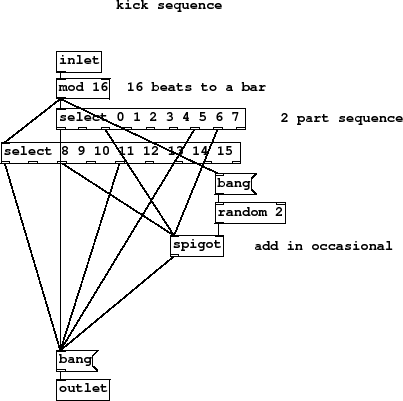 kick sequence
inlet
mod 16 16 beats to a bar
select 0 1 2 3 4 5 6 7 2 part sequence
select 8 9 10 11 12 13 14 15
bang
random 2
spigot add in occasional
bang
outlet